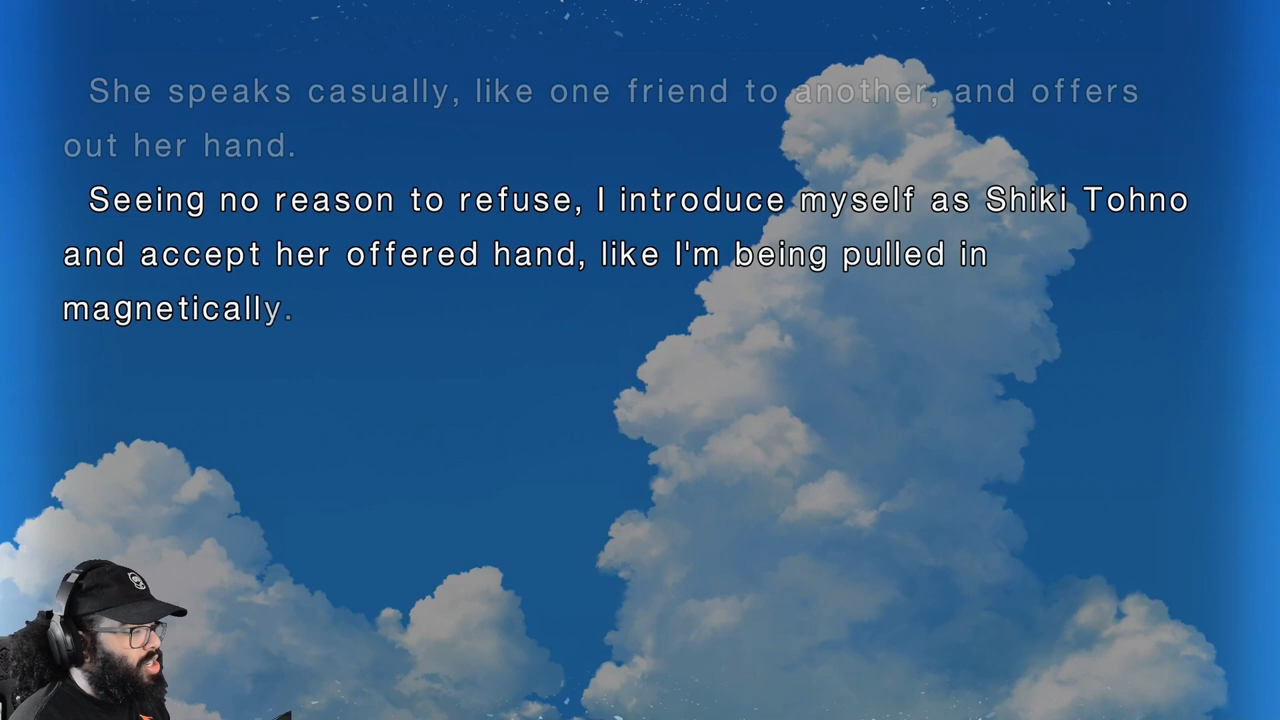 She speaks casually, like one friend to another, and offers
out her hand.
Seeing no reason to refuse, I introduce myself as Shiki Tohno
and accept her offered hand, like I'm being pulled in
magnetically.